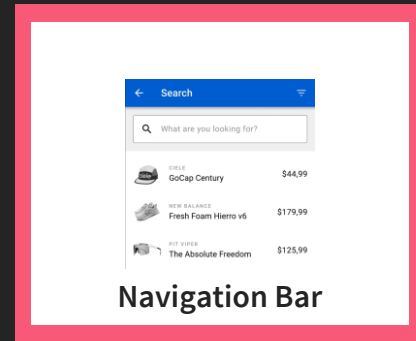 Search
What are you looking for?
CIELE
GoCap Century
$44,99
NEW BALANCE
Fresh Foam Hierro v6
$179,99
PIT VIPER
The Absolute Freedom
$125,99
Navigation Bar